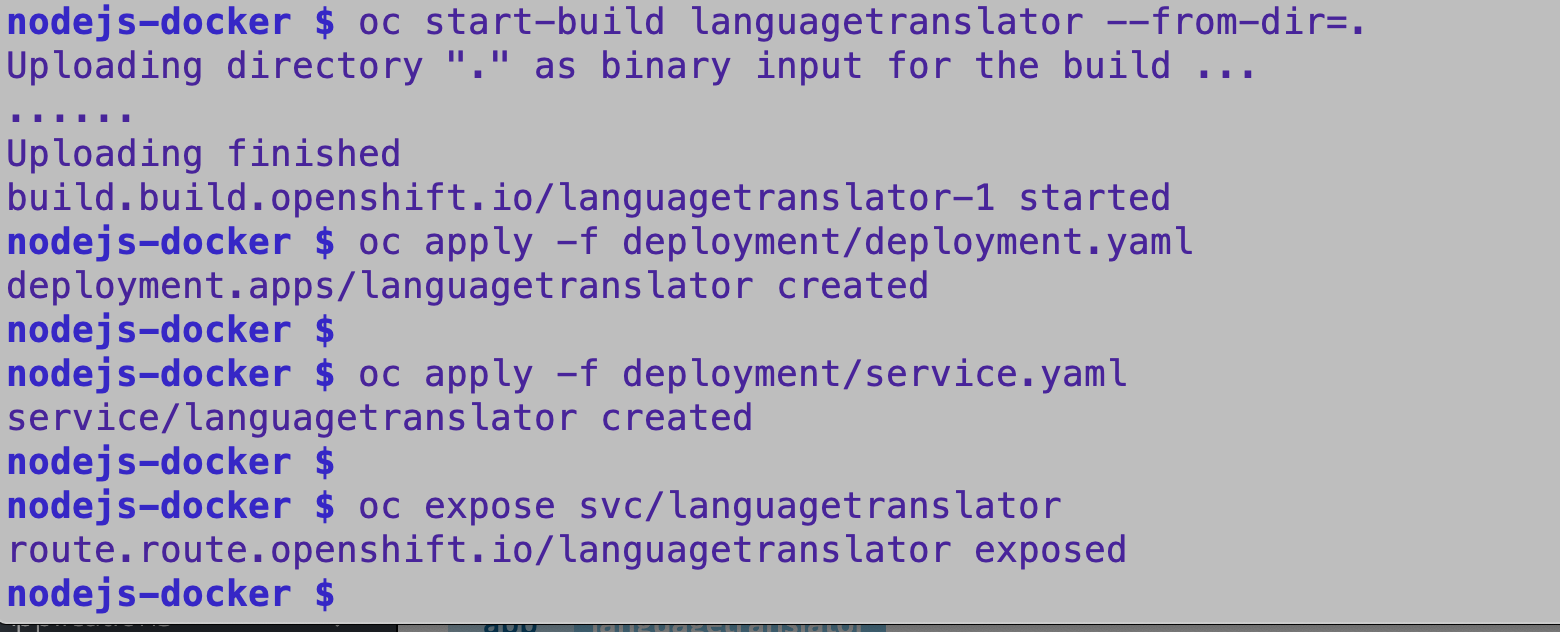 nodejs-docker $ oc start-build languagetranslator --from-dir=.
Uploading directory "." as binary input for the build ...
......
Uploading finished
build.build.openshift.io/languagetranslator-1 started
nodejs-docker $ oc apply -f deployment/deployment.yaml
deployment.apps/languagetranslator created
nodejs-docker $
nodejs-docker $ oc apply -f deployment/service.yaml
service/languagetranslator created
nodejs-docker $
nodejs-docker $ oc expose svc/languagetranslator
route.route.openshift.io/languagetranslator exposed
nodejs-docker $